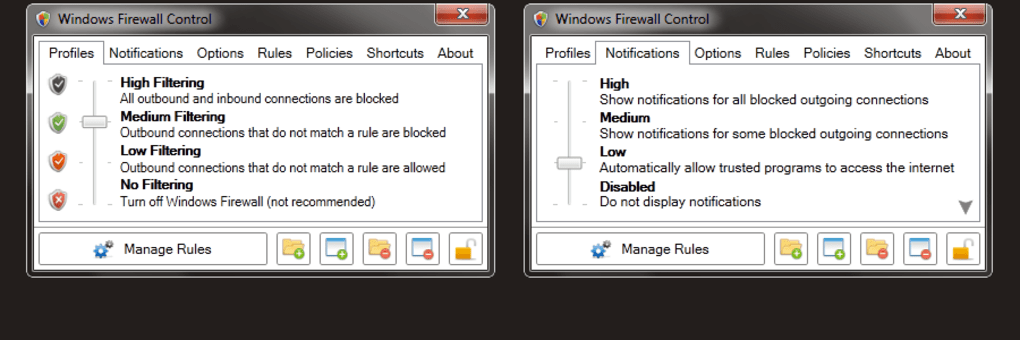 Windows Firewall Control
Profiles Notifications Options Rules Policies Shortcuts About
High Filtering
All outbound and inbound connections are blocked
Medium Filtering
Outbound connections that do not match a rule are blocked
Low Filtering
Outbound connections that do not match a rule are allowed
No Filtering
Turn off Windows Firewall (not recommended)
Manage Rules
Windows Firewall Control
Profiles Notifications Options Rules Policies Shortcuts About
High
Show notifications for all blocked outgoing connections
Medium
Show notifications for some blocked outgoing connections
Low
Automatically allow trusted programs to access the internet
Disabled
Do not display notifications
Manage Rules